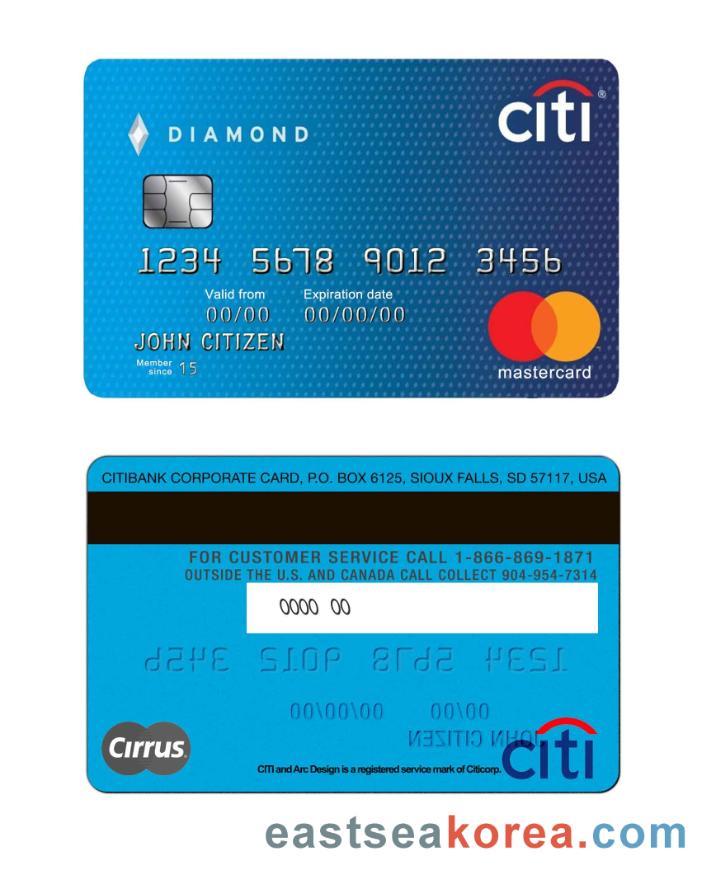 citi®
DIAMOND
1234 5678 9012 3456
Valid from Expiration date
00/00 00/00/00
JOHN CITIZEN
Member since 15
mastercard
CITIBANK CORPORATE CARD, P.O. BOX 6125, SIOUX FALLS, SD 57117, USA
FOR CUSTOMER SERVICE CALL 1-866-869-1871
OUTSIDE THE U.S. AND CANADA CALL COLLECT 904-954-7314
0000 00
1234 5678 9012 3456
00/00 00/00/00
JOHN CITIZEN
Cirrus.
citi
CITI and Arc Design is a registered service mark of Citicorp.
eastseakorea.com